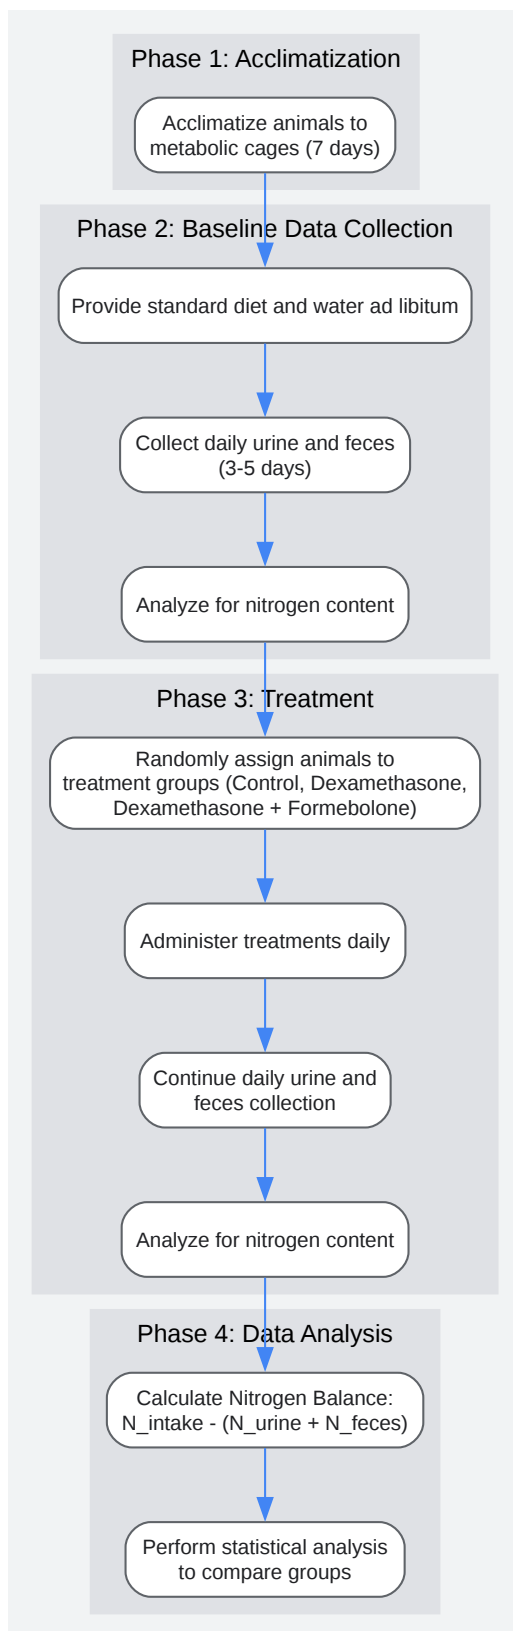 Phase 1: Acclimatization
Acclimatize animals to
metabolic cages (7 days)
Phase 2: Baseline Data Collection
Provide standard diet and water ad libitum
Collect daily urine and feces
(3-5 days)
Analyze for nitrogen content
Phase 3: Treatment
Randomly assign animals to
treatment groups (Control, Dexamethasone,
Dexamethasone + Formebolone)
Administer treatments daily
Continue daily urine and
feces collection
Analyze for nitrogen content
Phase 4: Data Analysis
Calculate Nitrogen Balance:
N_intake - (N_urine + N_feces)
Perform statistical analysis
to compare groups